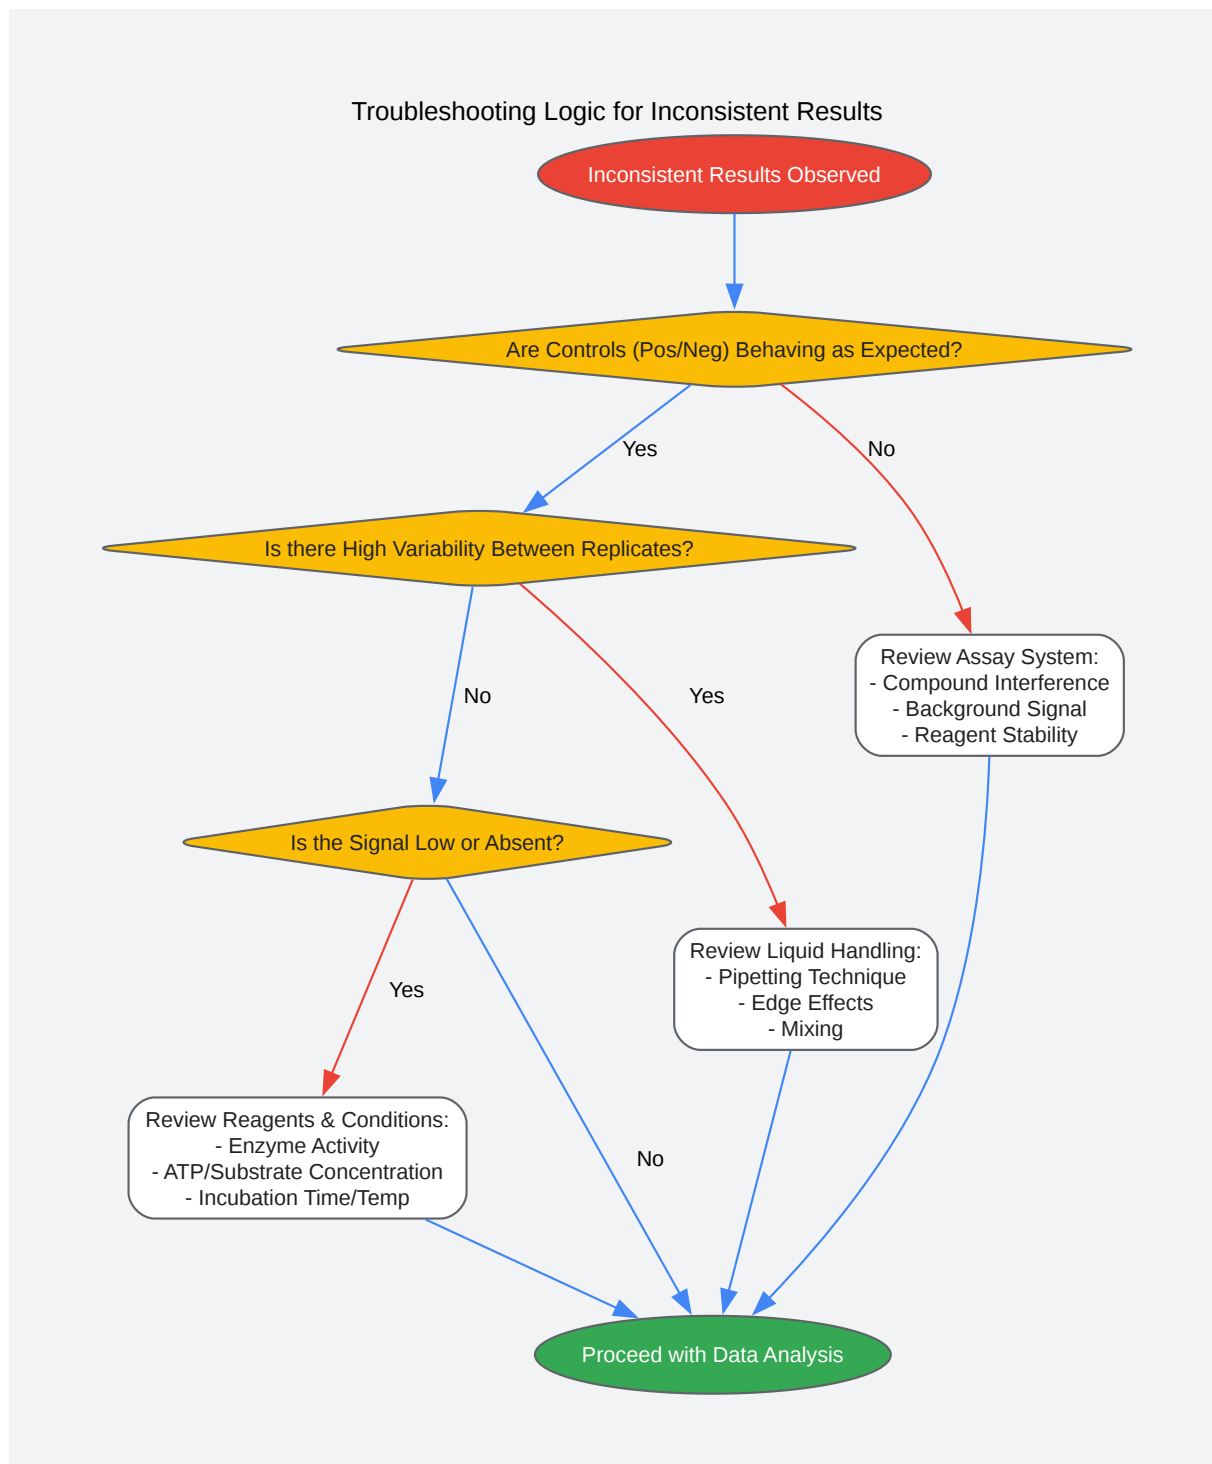 Troubleshooting Logic for Inconsistent Results
Inconsistent Results Observed
Are Controls (Pos/Neg) Behaving as Expected?
Yes
No
Is there High Variability Between Replicates?
No
Yes
Review Assay System:
- Compound Interference
- Background Signal
- Reagent Stability
Is the Signal Low or Absent?
Yes
No
Review Liquid Handling:
- Pipetting Technique
- Edge Effects
- Mixing
Review Reagents & Conditions:
- Enzyme Activity
- ATP/Substrate Concentration
- Incubation Time/Temp
Proceed with Data Analysis